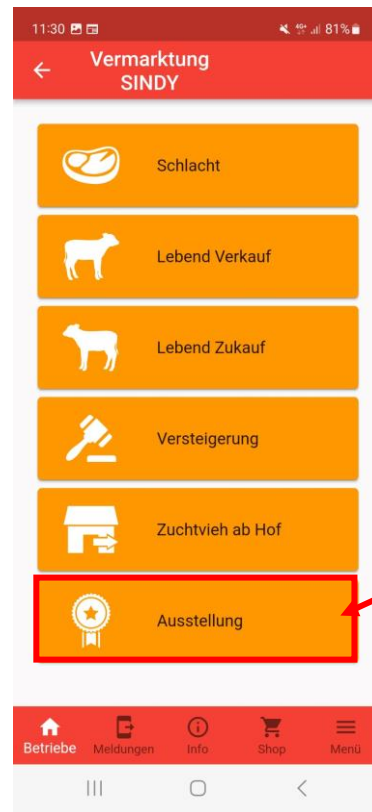 11:30 4G+ 81%
Vermarktung
SINDY
Schlacht
Lebend Verkauf
Lebend Zukauf
Versteigerung
Zuchtvieh ab Hof
Ausstellung
Betriebe Meldungen Info Shop Menü